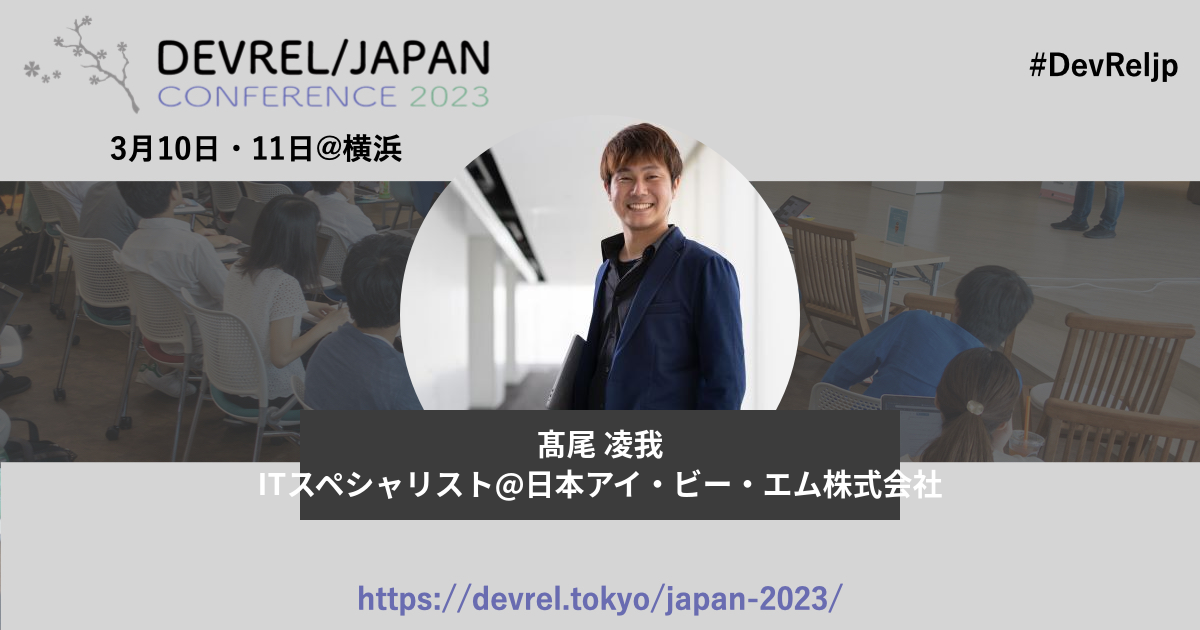 DEVREL/JAPAN
CONFERENCE 2023
#DevReljp
3月10日・11日@横浜
髙尾 凌我
ITスペシャリスト@日本アイ・ビー・エム株式会社
https://devrel.tokyo/japan-2023/